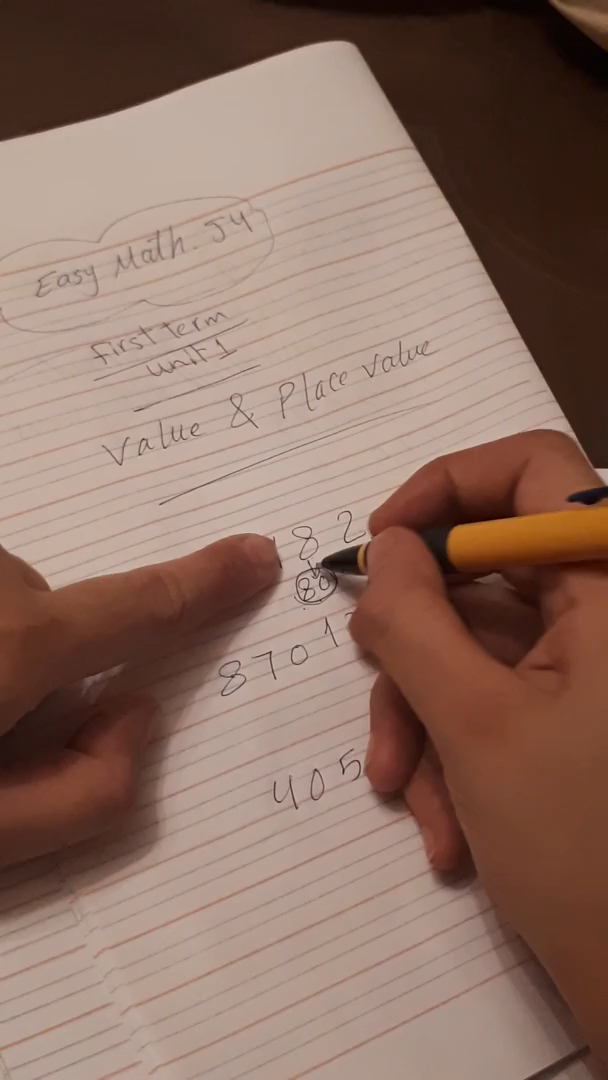 Easy Math. J4
First term
unit 1
Value & Place value
82
80
8701
405